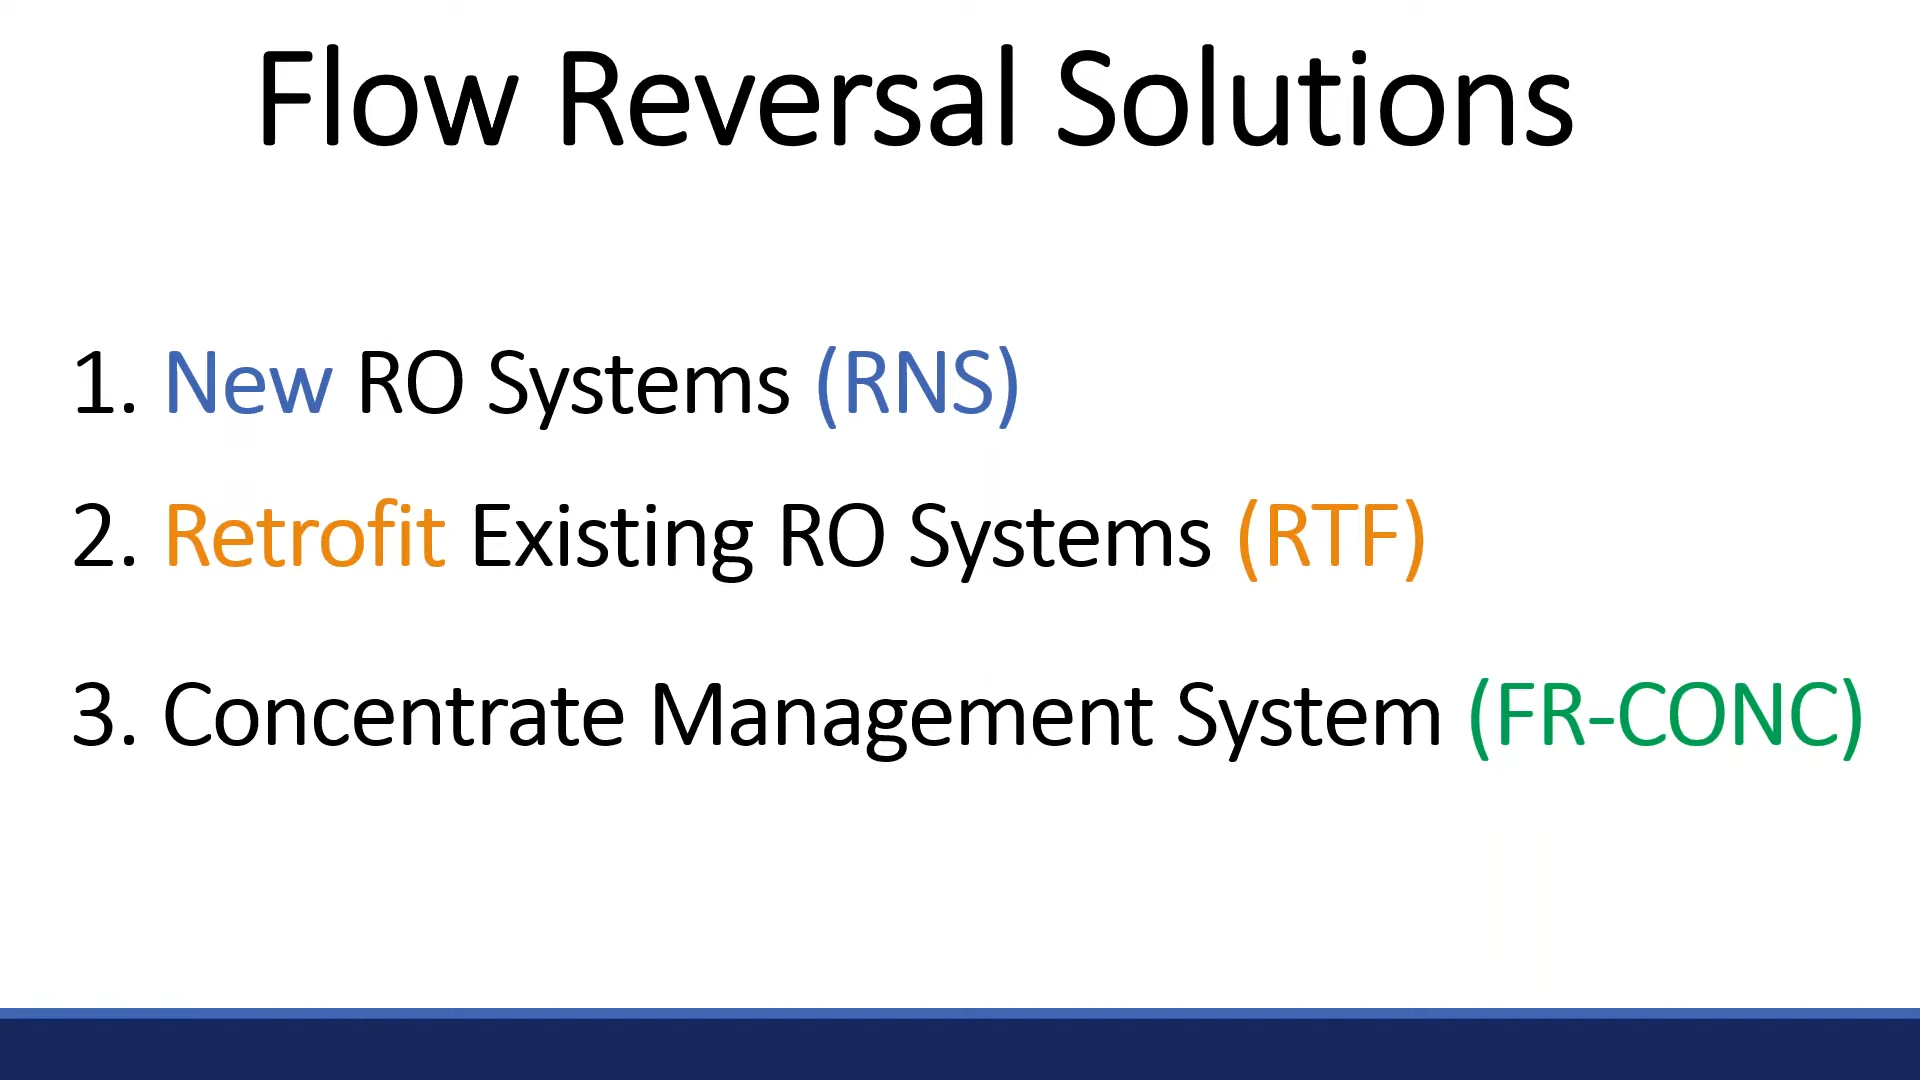 Flow Reversal Solutions
1. New RO Systems (RNS)
2. Retrofit Existing RO Systems (RTF)
3. Concentrate Management System (FR-CONC)